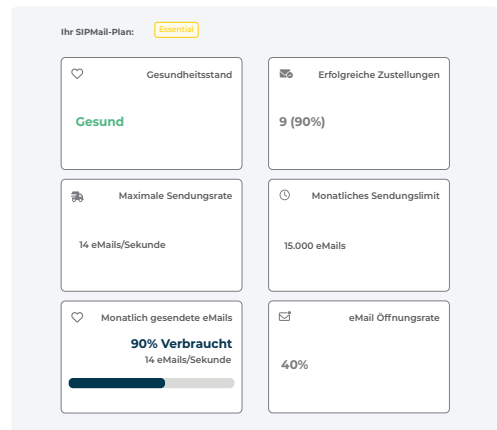 Ihr SIPMail-Plan:
Essential
Gesundheitsstand
Gesund
Erfolgreiche Zustellungen
9 (90%)
Maximale Sendungsrate
14 eMails/Sekunde
Monatliches Sendungslimit
15.000 eMails
Monatlich gesendete eMails
90% Verbraucht
14 eMails/Sekunde
eMail Öffnungsrate
40%